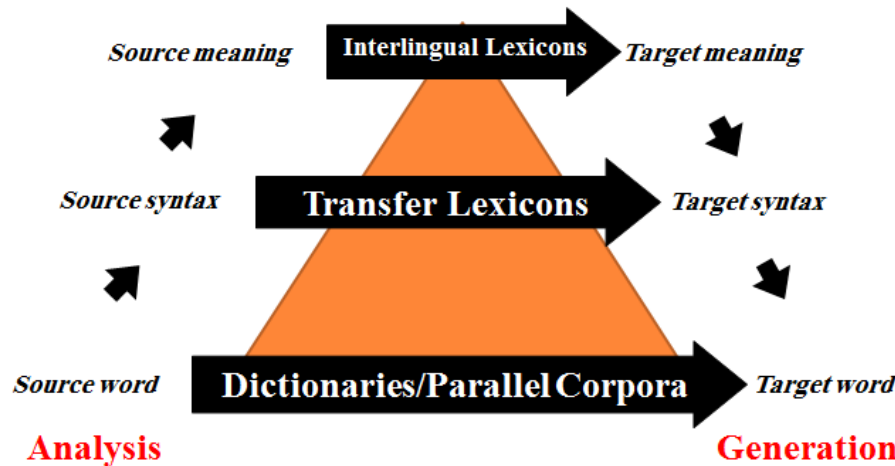 Source meaning
Interlingual Lexicons
Target meaning
Source syntax
Transfer Lexicons
Target syntax
Source word
Dictionaries/Parallel Corpora
Target word
Analysis
Generation